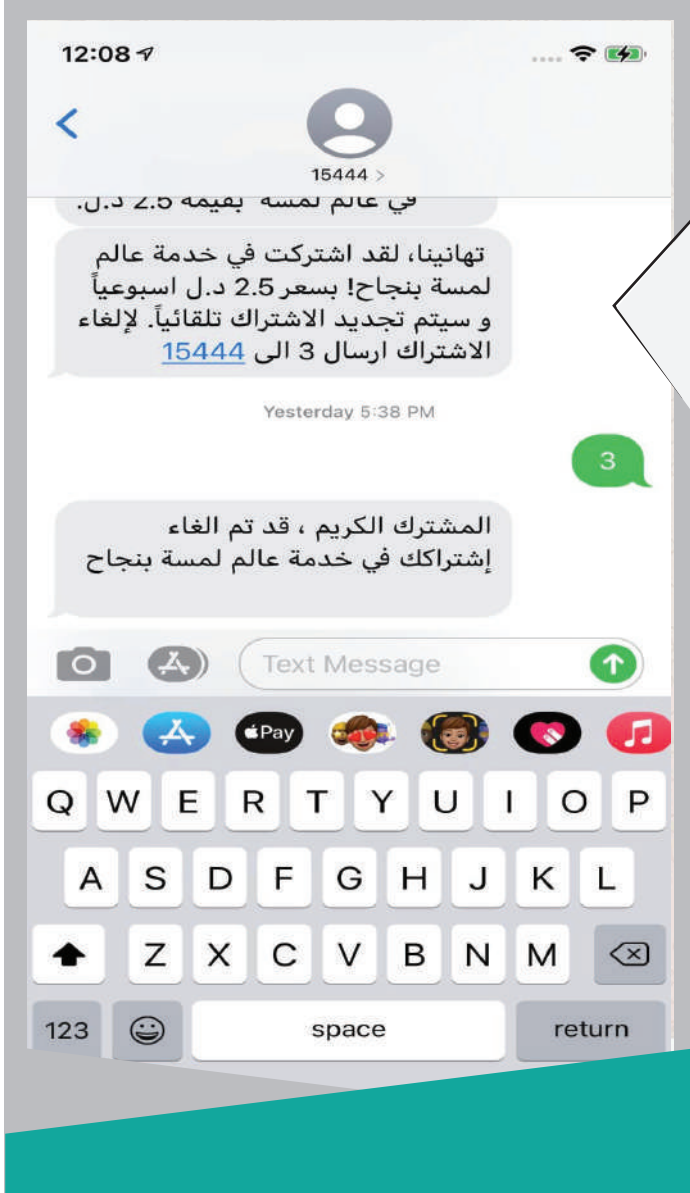 12:08
15444 >
في عالم لمسة بقيمة 2.5 د.ل.
تهانينا، لقد اشتركت في خدمة عالم
لمسة بنجاح! بسعر 2.5 د.ل اسبوعياً
و سيتم تجديد الاشتراك تلقائياً. لإلغاء
الاشتراك ارسال 3 الى 15444
Yesterday 5:38 PM
3
المشترك الكريم ، قد تم الغاء
إشتراكك في خدمة عالم لمسة بنجاح
Text Message
Pay
Q W E R T Y U I O P
A S D F G H J K L
Z X C V B N M
123 space return